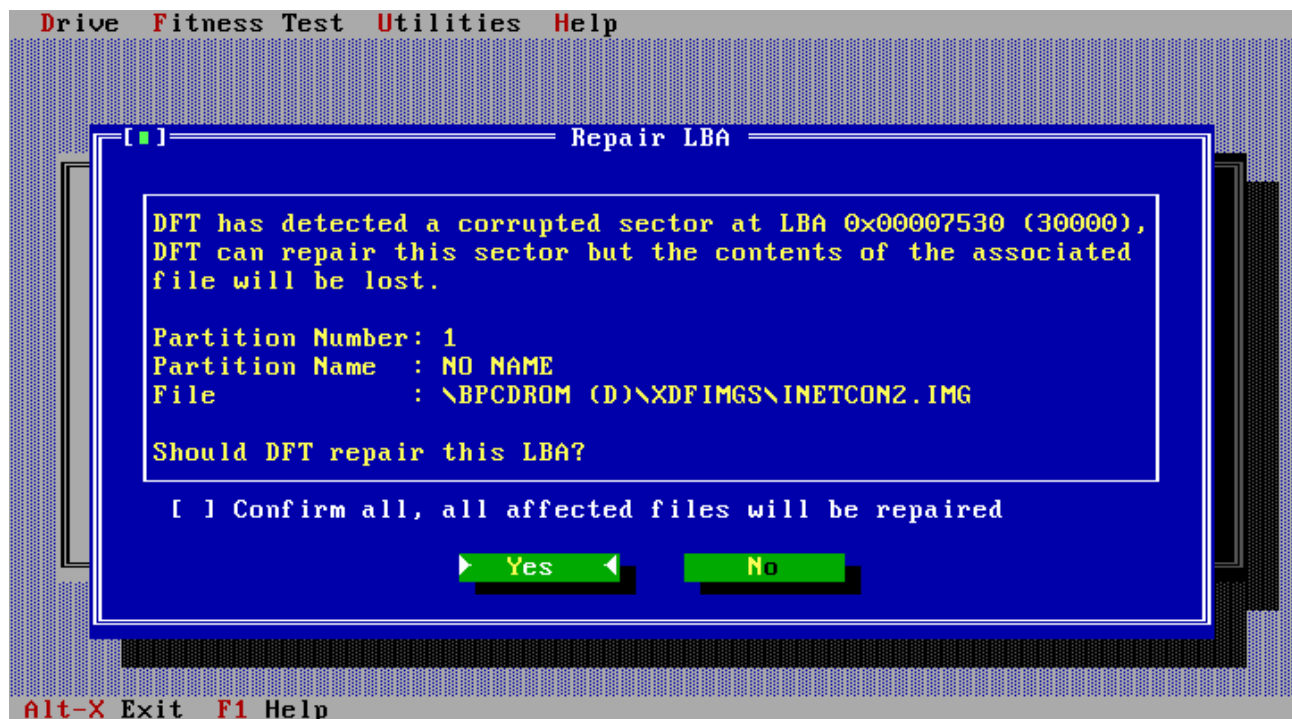 Drive Fitness Test Utilities Help
[■] Repair LBA
DFT has detected a corrupted sector at LBA 0x00007530 (30000),
DFT can repair this sector but the contents of the associated
file will be lost.
Partition Number: 1
Partition Name : NO NAME
File : \BPCDROM (D)\XDFIMGS\INETCON2.IMG
Should DFT repair this LBA?
[ ] Confirm all, all affected files will be repaired
Yes No
Alt-X Exit F1 Help